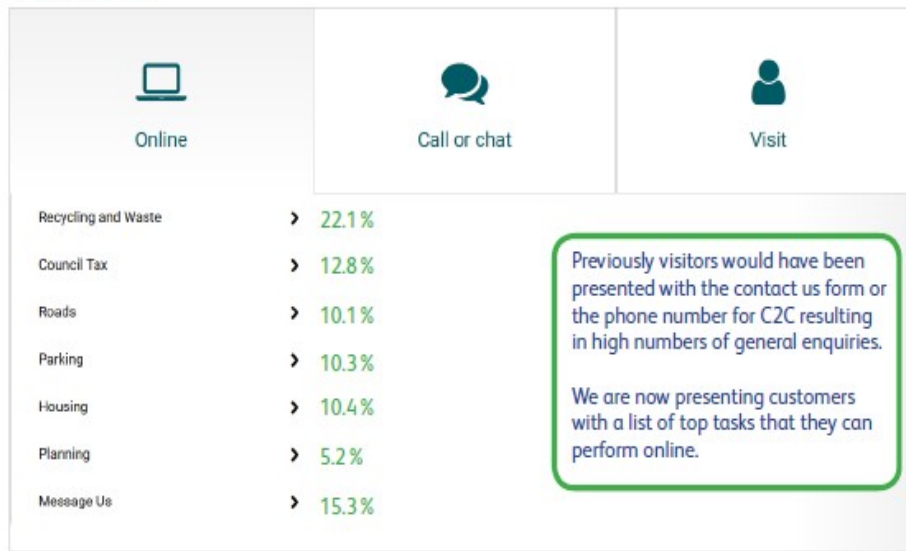 Online
Call or chat
Visit
Recycling and Waste 22.1%
Council Tax 12.8%
Roads 10.1%
Parking 10.3%
Housing 10.4%
Planning 5.2%
Message Us 15.3%
Previously visitors would have been
presented with the contact us form or
the phone number for C2C resulting
in high numbers of general enquiries.
We are now presenting customers
with a list of top tasks that they can
perform online.